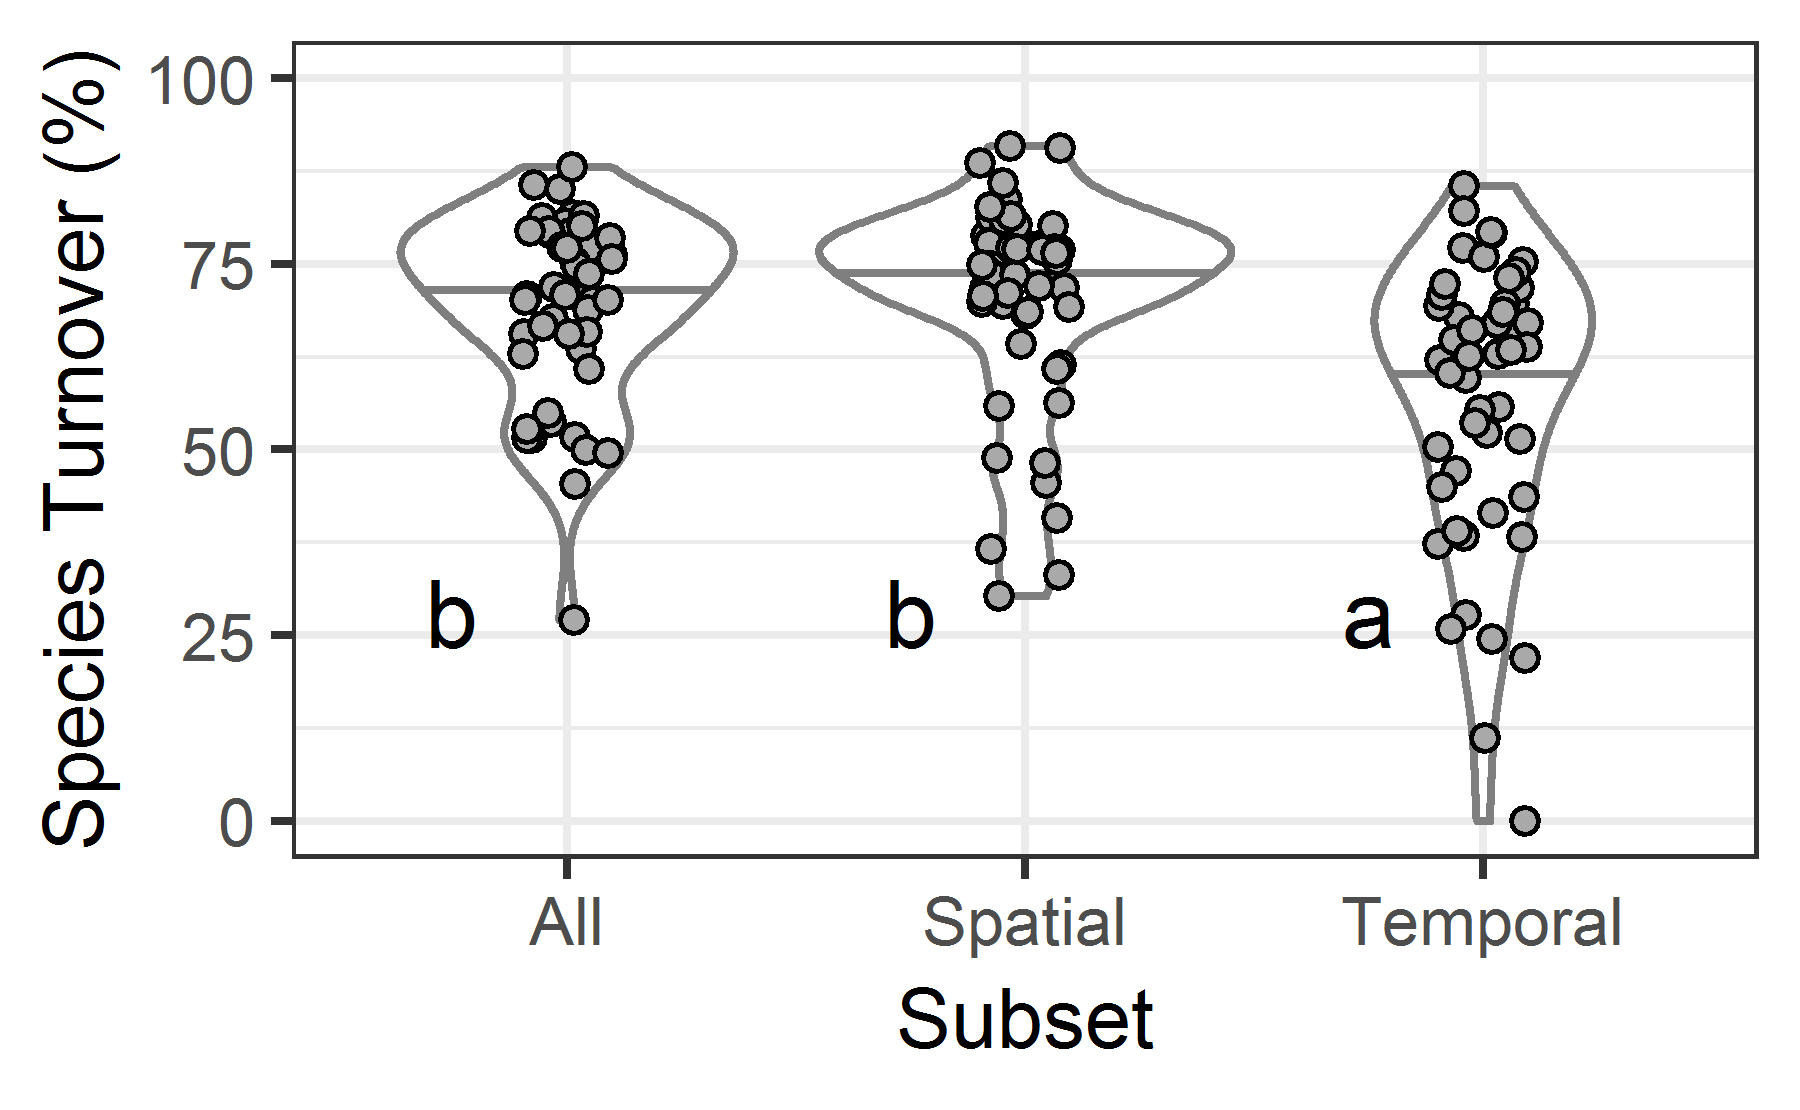 Species Turnover (%)
100
75
50
25
0
b
b
a
All
Spatial
Temporal
Subset